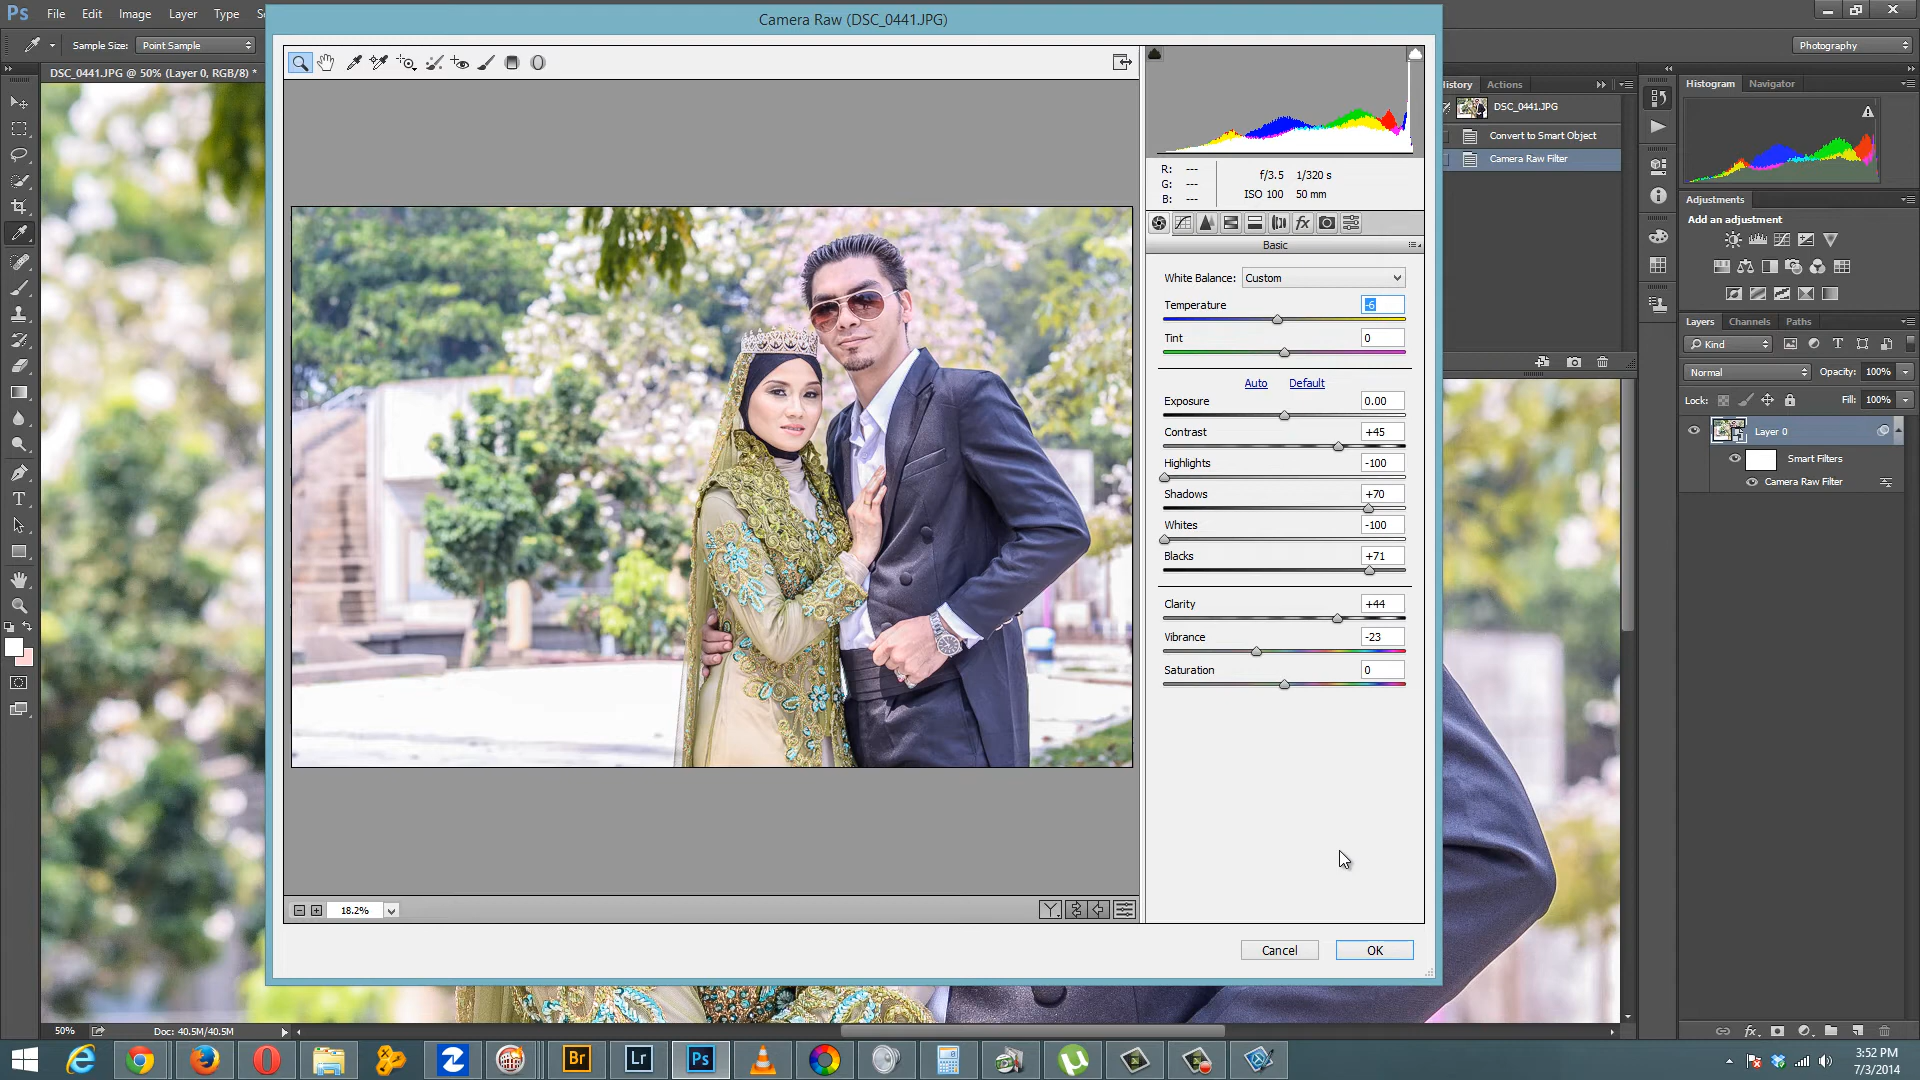 Ps File Edit Image Layer Type
Camera Raw (DSC_0441.JPG)
Sample Size: Point Sample
Photography
DSC_0441.JPG @ 50% (Layer 0, RGB/8) *
History Actions
DSC_0441.JPG
Convert to Smart Object
Camera Raw Filter
Histogram Navigator
R: ---
G: ---
B: ---
f/3.5 1/320 s
ISO 100 50 mm
fx
Basic
White Balance: Custom
Temperature -6
Tint 0
Auto Default
Exposure 0.00
Contrast +45
Highlights -100
Shadows +70
Whites -100
Blacks +71
Clarity +44
Vibrance -23
Saturation 0
Adjustments
Add an adjustment
Layers Channels Paths
Kind
Normal Opacity: 100%
Lock: Fill: 100%
Layer 0
Smart Filters
Camera Raw Filter
18.2%
Cancel OK
50% Doc: 40.5M/40.5M
fx
Br Lr Ps
3:52 PM
7/3/2014